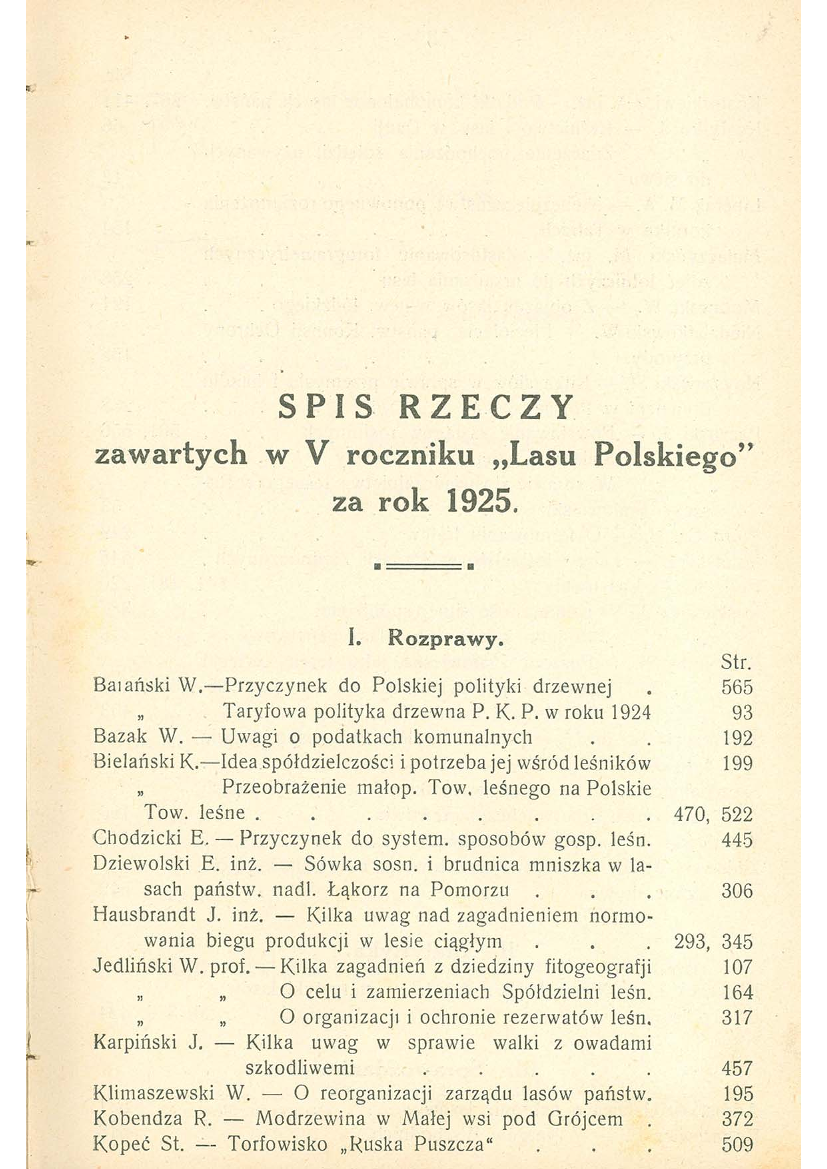 SPIS RZECZY
zawartych w V roczniku „Lasu Polskiego”
za rok 1925.
I. Rozprawy.
Str.
Barański W.—Przyczynek do Polskiej polityki drzewnej . 565
„ Taryfowa polityka drzewna P. K. P. w roku 1924 93
Bazak W. — Uwagi o podatkach komunalnych . . 192
Bielański K.—Idea spółdzielczości i potrzeba jej wśród leśników 199
„ Przeobrażenie małop. Tow. leśnego na Polskie
Tow. leśne . . . . . . . . 470, 522
Chodzicki E. — Przyczynek do system. sposobów gosp. leśn. 445
Dziewolski E. inż. — Sówka sosn. i brudnica mniszka w la-
sach państw. nadl. Łąkorz na Pomorzu . . . 306
Hausbrandt J. inż. — Kilka uwag nad zagadnieniem normo-
wania biegu produkcji w lesie ciągłym . . . 293, 345
Jedliński W. prof. — Kilka zagadnień z dziedziny fitogeografji 107
„ „ O celu i zamierzeniach Spółdzielni leśn. 164
„ „ O organizacji i ochronie rezerwatów leśn. 317
Karpiński J. — Kilka uwag w sprawie walki z owadami
szkodliwemi . . . . . 457
Klimaszewski W. — O reorganizacji zarządu lasów państw. 195
Kobendza R. — Modrzewina w Małej wsi pod Grójcem . 372
Kopeć St. — Torfowisko „Ruska Puszcza“ . . . 509